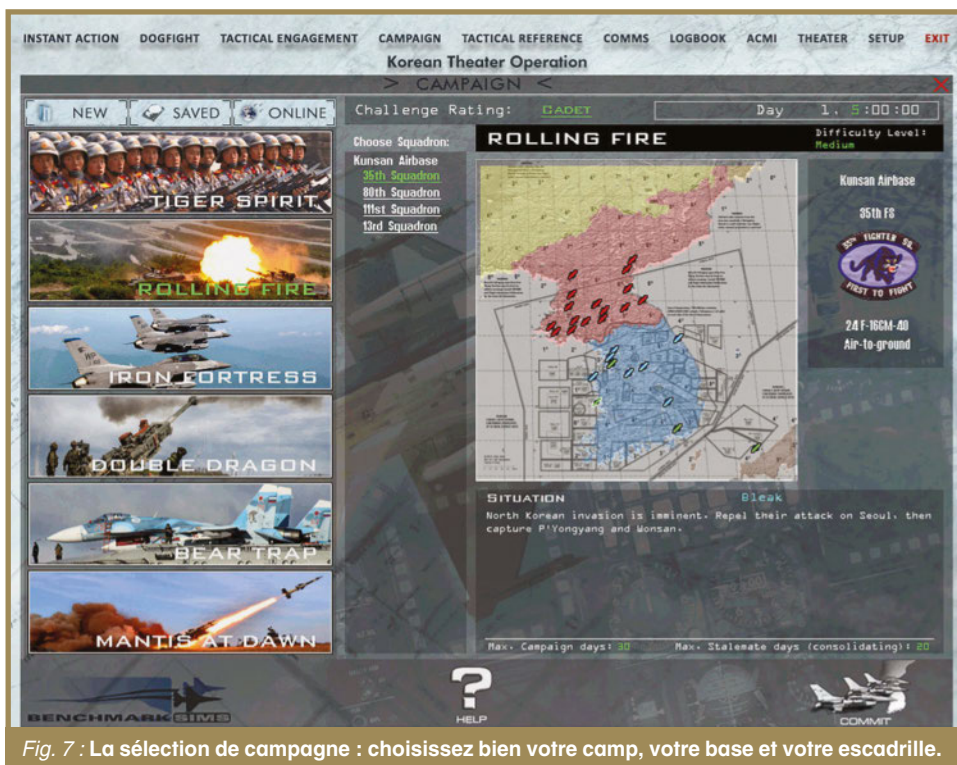 INSTANT ACTION DOGFIGHT TACTICAL ENGAGEMENT CAMPAIGN TACTICAL REFERENCE COMMS LOGBOOK ACMI THEATER SETUP EXIT
Korean Theater Operation
> CAMPAIGN < X
NEW SAVED ONLINE
Challenge Rating: CADET
Day 1, 5:00:00
TIGER SPIRIT
ROLLING FIRE
IRON FORTRESS
DOUBLE DRAGON
BEAR TRAP
MANTIS AT DAWN
Choose Squadron:
Kunsan Airbase
35th Squadron
80th Squadron
111st Squadron
13rd Squadron
ROLLING FIRE
Difficulty Level:
Medium
Kunsan Airbase
35th FS
35TH FIGHTER SQ.
FIRST TO FIGHT
24 F-16CM-40
Air-to-ground
SITUATION Bleak
North Korean invasion is imminent. Repel their attack on Seoul, then
capture P'Yongyang and Wonsan.
Max. Campaign days: 30 Max. Stalemate days (consolidating): 20
BENCHMARK SIMS
?
HELP
COMMIT
Fig. 7 : La sélection de campagne : choisissez bien votre camp, votre base et votre escadrille.